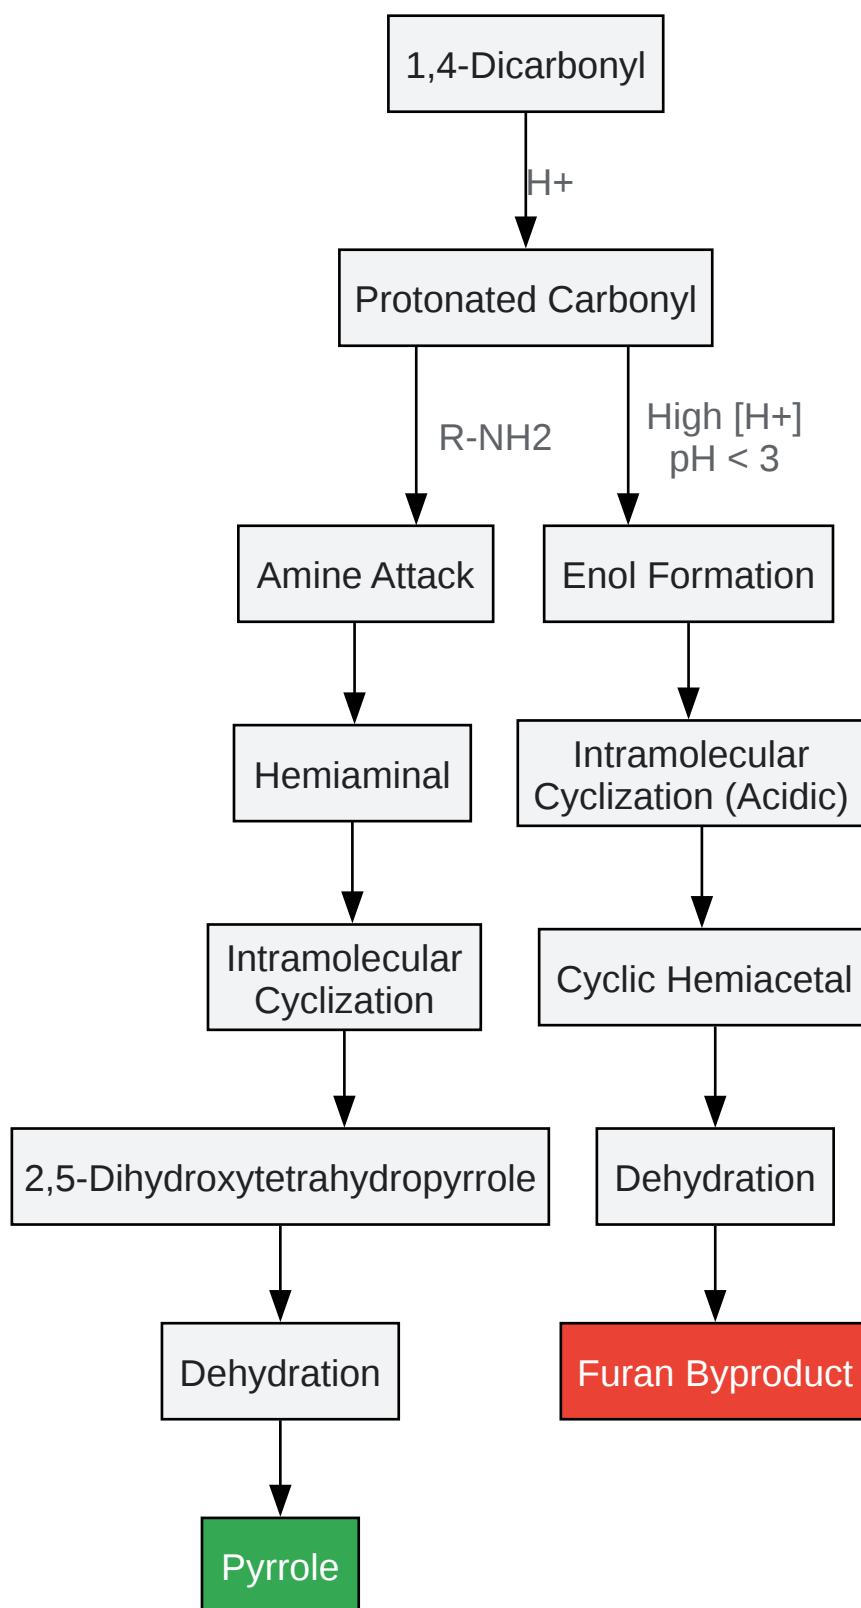 1,4-Dicarbonyl
H+
Protonated Carbonyl
R-NH2
High [H+]
pH < 3
Amine Attack
Enol Formation
Hemiaminal
Intramolecular
Cyclization (Acidic)
Intramolecular
Cyclization
Cyclic Hemiacetal
2,5-Dihydroxytetrahydropyrrole
Dehydration
Dehydration
Furan Byproduct
Pyrrole